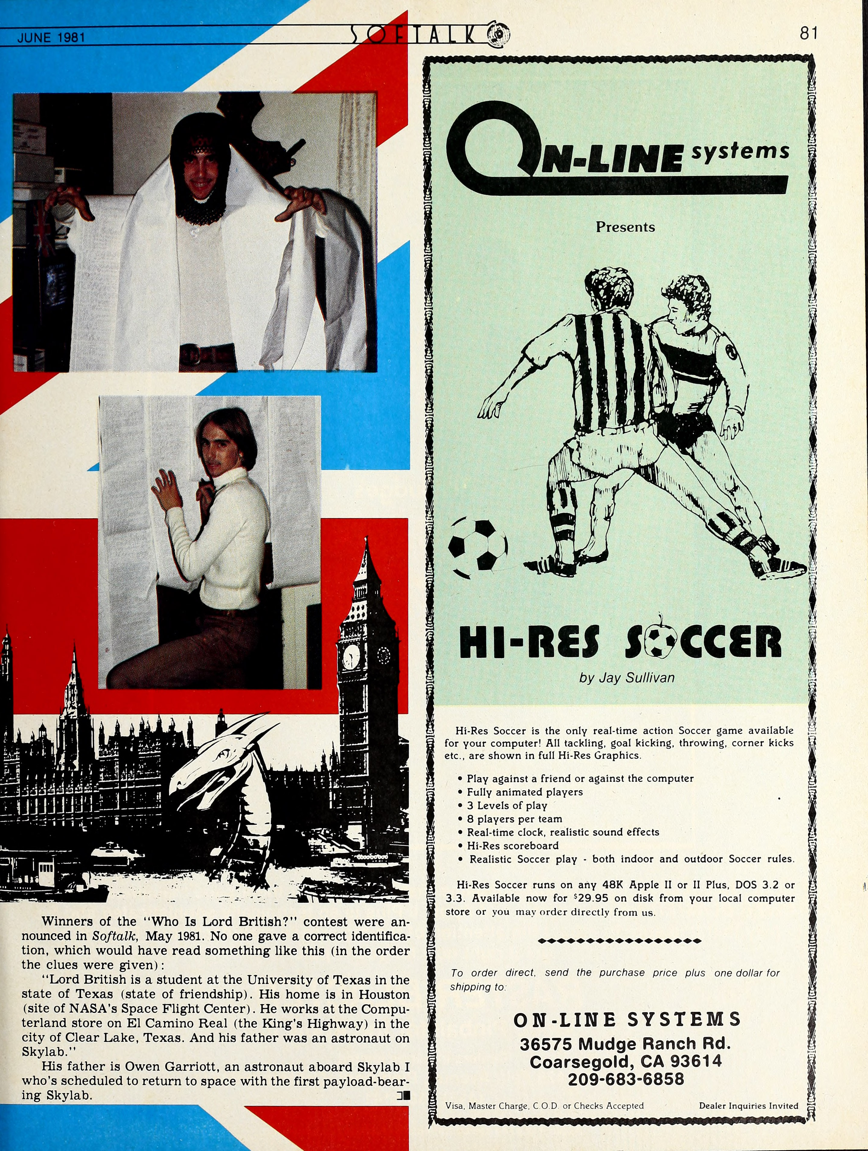 JUNE 1981
SOFTALK
81
Winners of the "Who Is Lord British?" contest were an-
nounced in Softalk, May 1981. No one gave a correct identifica-
tion, which would have read something like this (in the order
the clues were given):
"Lord British is a student at the University of Texas in the
state of Texas (state of friendship). His home is in Houston
(site of NASA's Space Flight Center). He works at the Compu-
terland store on El Camino Real (the King's Highway) in the
city of Clear Lake, Texas. And his father was an astronaut on
Skylab."
His father is Owen Garriott, an astronaut aboard Skylab I
who's scheduled to return to space with the first payload-bear-
ing Skylab.
ON-LINE systems
Presents
HI-RES SOCCER
by Jay Sullivan
Hi-Res Soccer is the only real-time action Soccer game available
for your computer! All tackling, goal kicking, throwing, corner kicks
etc., are shown in full Hi-Res Graphics.
• Play against a friend or against the computer
• Fully animated players
• 3 Levels of play
• 8 players per team
• Real-time clock, realistic sound effects
• Hi-Res scoreboard
• Realistic Soccer play - both indoor and outdoor Soccer rules.
Hi-Res Soccer runs on any 48K Apple II or II Plus, DOS 3.2 or
3.3. Available now for $29.95 on disk from your local computer
store or you may order directly from us.
To order direct, send the purchase price plus one dollar for
shipping to:
ON-LINE SYSTEMS
36575 Mudge Ranch Rd.
Coarsegold, CA 93614
209-683-6858
Visa, Master Charge, C.O.D. or Checks Accepted
Dealer Inquiries Invited